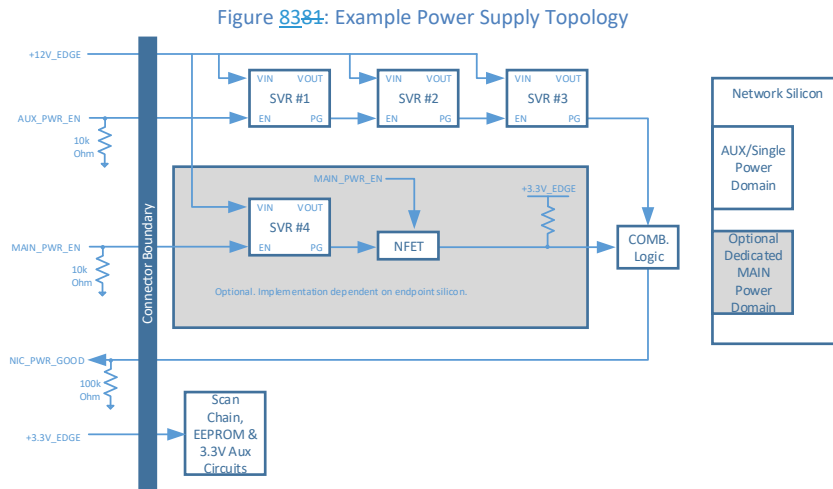 Figure 8381: Example Power Supply Topology
+12V_EDGE
VIN VOUT
SVR #1
EN PG
VIN VOUT
SVR #2
EN PG
VIN VOUT
SVR #3
EN PG
AUX_PWR_EN
10k
Ohm
Network Silicon
AUX/Single
Power
Domain
Optional
Dedicated
MAIN
Power
Domain
MAIN_PWR_EN
+3.3V_EDGE
VIN VOUT
SVR #4
EN PG
NFET
COMB.
Logic
MAIN_PWR_EN
10k
Ohm
Optional. Implementation dependent on endpoint silicon.
Connector Boundary
NIC_PWR_GOOD
100k
Ohm
+3.3V_EDGE
Scan
Chain,
EEPROM &
3.3V Aux
Circuits